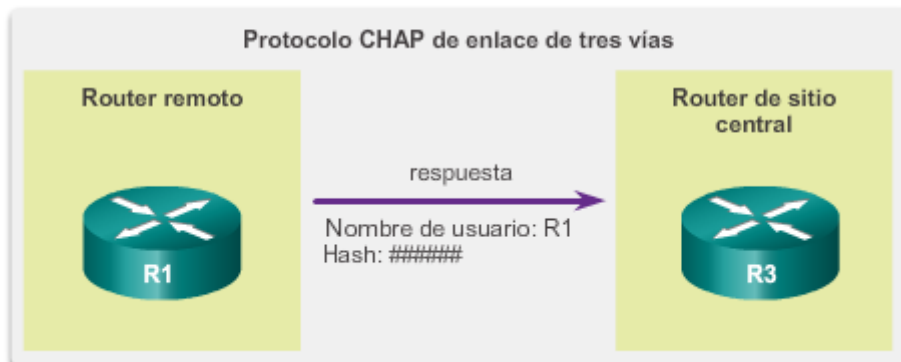 Protocolo CHAP de enlace de tres vías
Router remoto
Router de sitio
central
respuesta
Nombre de usuario: R1
Hash: ######
R1
R3